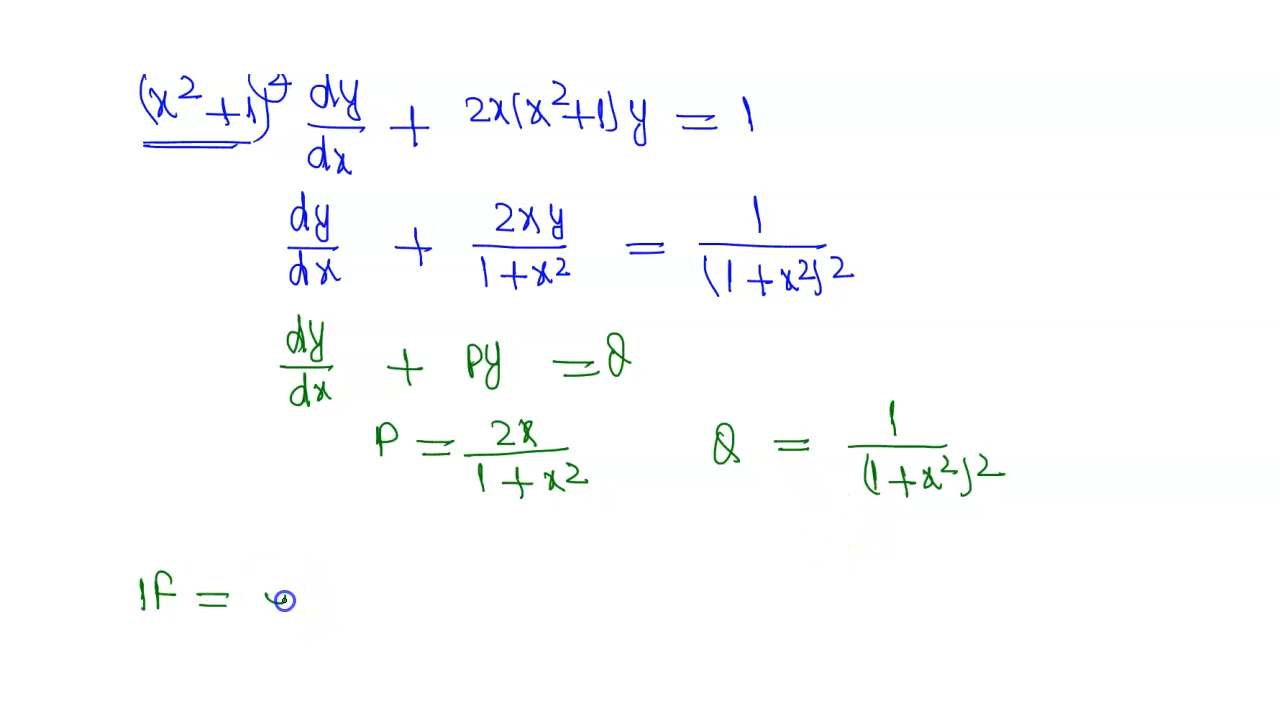 (x²+1)² dy/dx + 2x(x²+1)y = 1
dy/dx + 2xy/1+x² = 1/(1+x²)²
dy/dx + Py = Q
P = 2x/1+x² Q = 1/(1+x²)²
IF =